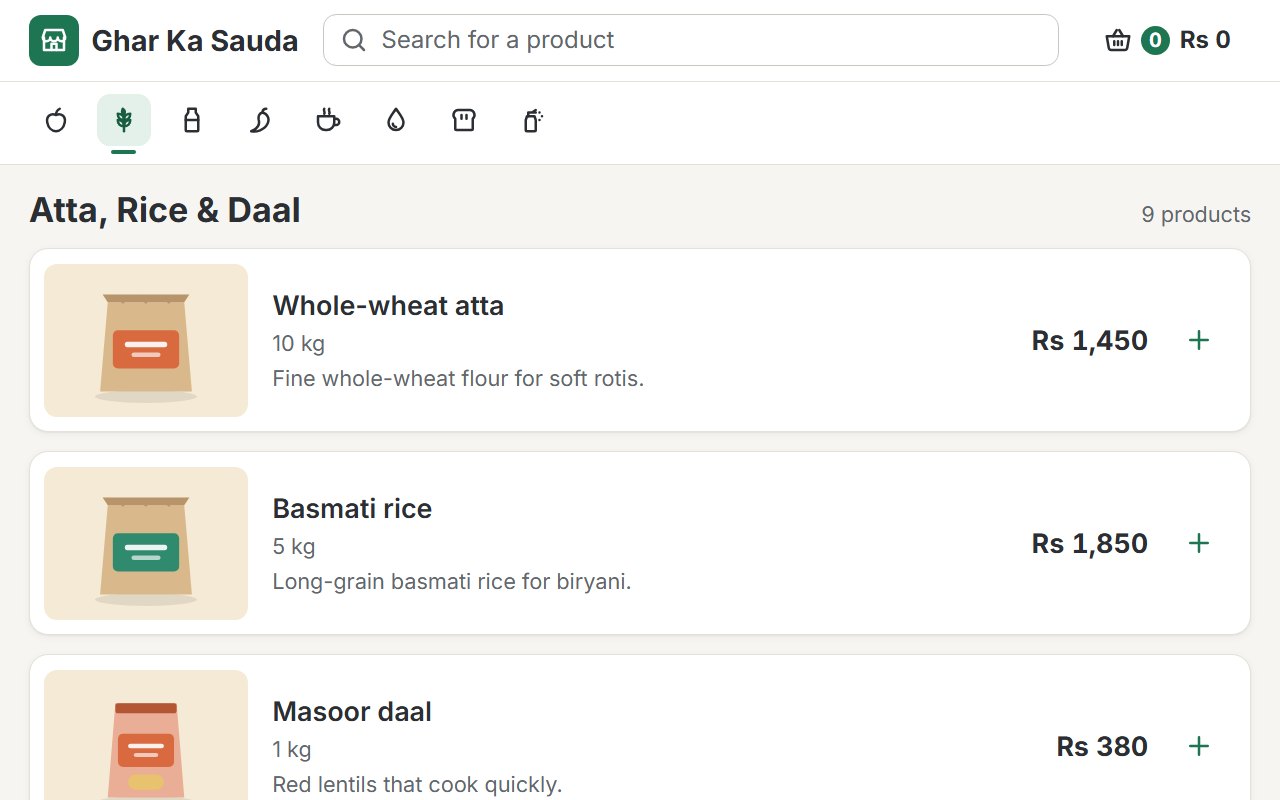 Ghar Ka Sauda
Search for a product
0 Rs 0
Atta, Rice & Daal
9 products
Whole-wheat atta
10 kg
Fine whole-wheat flour for soft rotis.
Rs 1,450
Basmati rice
5 kg
Long-grain basmati rice for biryani.
Rs 1,850
Masoor daal
1 kg
Red lentils that cook quickly.
Rs 380